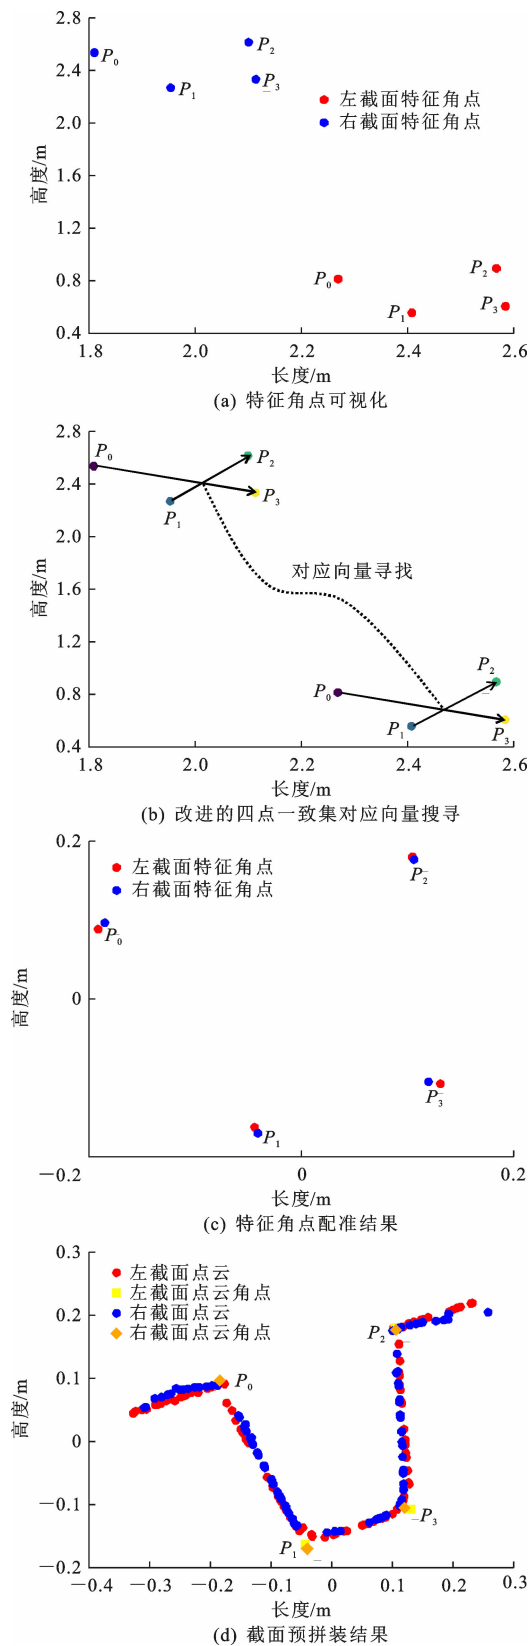 2.8
2.4
2.0
1.6
1.2
0.8
0.4
高度/m
P0
P2
P1
P3
左截面特征角点
右截面特征角点
P0
P2
P1
P3
1.8 2.0 2.2 2.4 2.6
长度/m
(a) 特征角点可视化
2.8
2.4
2.0
1.6
1.2
0.8
0.4
高度/m
P0
P2
P1
P3
对应向量寻找
P0
P2
P1
P3
1.8 2.0 2.2 2.4 2.6
长度/m
(b) 改进的四点一致集对应向量搜寻
0.2
0
高度/m
左截面特征角点
右截面特征角点
P2
P0
P3
P1
−0.2 0 0.2
长度/m
(c) 特征角点配准结果
0.3
0.2
0.1
0
−0.1
−0.2
高度/m
左截面点云
左截面点云角点
右截面点云
右截面点云角点
P2
P0
P3
P1
−0.4 −0.3 −0.2 −0.1 0 0.1 0.2 0.3
长度/m
(d) 截面预拼装结果